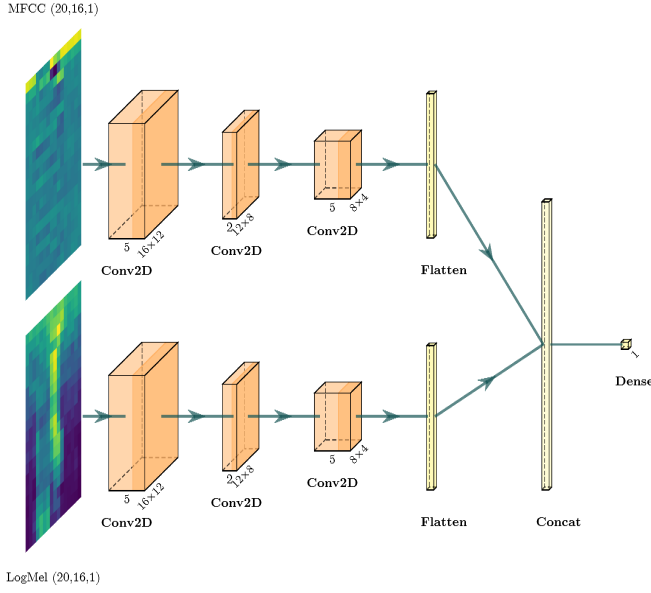 MFCC (20,16,1)
5
16×12
Conv2D
2
12×8
Conv2D
5
8×4
Conv2D
Flatten
1
Dense
5
16×12
Conv2D
2
12×8
Conv2D
5
8×4
Conv2D
Flatten
Concat
LogMel (20,16,1)